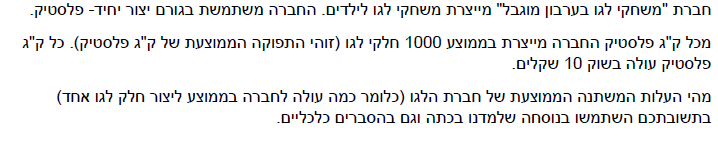 חברת "משחקי לגו בערבון מוגבל" מייצרת משחקי לגו לילדים. החברה משתמשת בגורם יצור יחיד- פלסטיק.
מכל ק"ג פלסטיק החברה מייצרת בממוצע 1000 חלקי לגו (זוהי התפוקה הממוצעת של ק"ג פלסטיק). כל ק"ג
פלסטיק עולה בשוק 10 שקלים.
מהי העלות המשתנה הממוצעת של חברת הלגו (כלומר כמה עולה לחברה בממוצע ליצור חלק לגו אחד)
בתשובתכם השתמשו בנוסחה שלמדנו בכתה וגם בהסברים כלכליים.